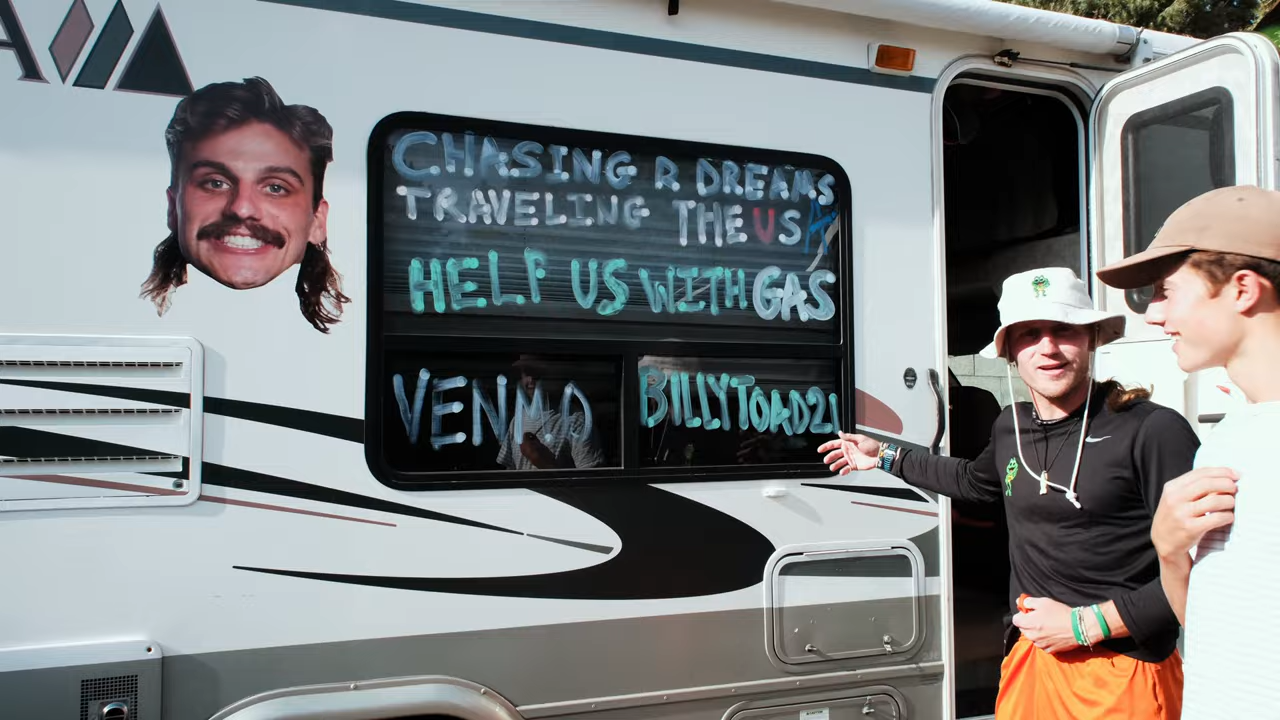 CHASING R DREAMS
TRAVELING THE USA
HELP US WITH GAS
VENMO
BILLYTOAD21